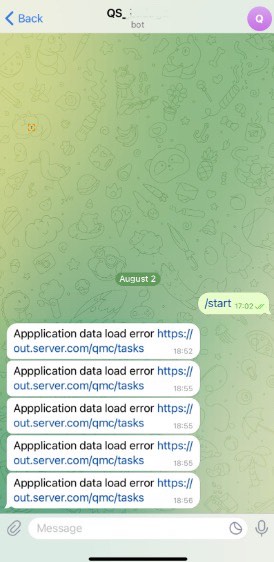 Back
QS_
bot
Q
August 2
/start 17:02
Appplication data load error https://
out.server.com/qmc/tasks
18:52
Appplication data load error https://
out.server.com/qmc/tasks
18:55
Appplication data load error https://
out.server.com/qmc/tasks
18:55
Appplication data load error https://
out.server.com/qmc/tasks
18:55
Appplication data load error https://
out.server.com/qmc/tasks
18:56
Message